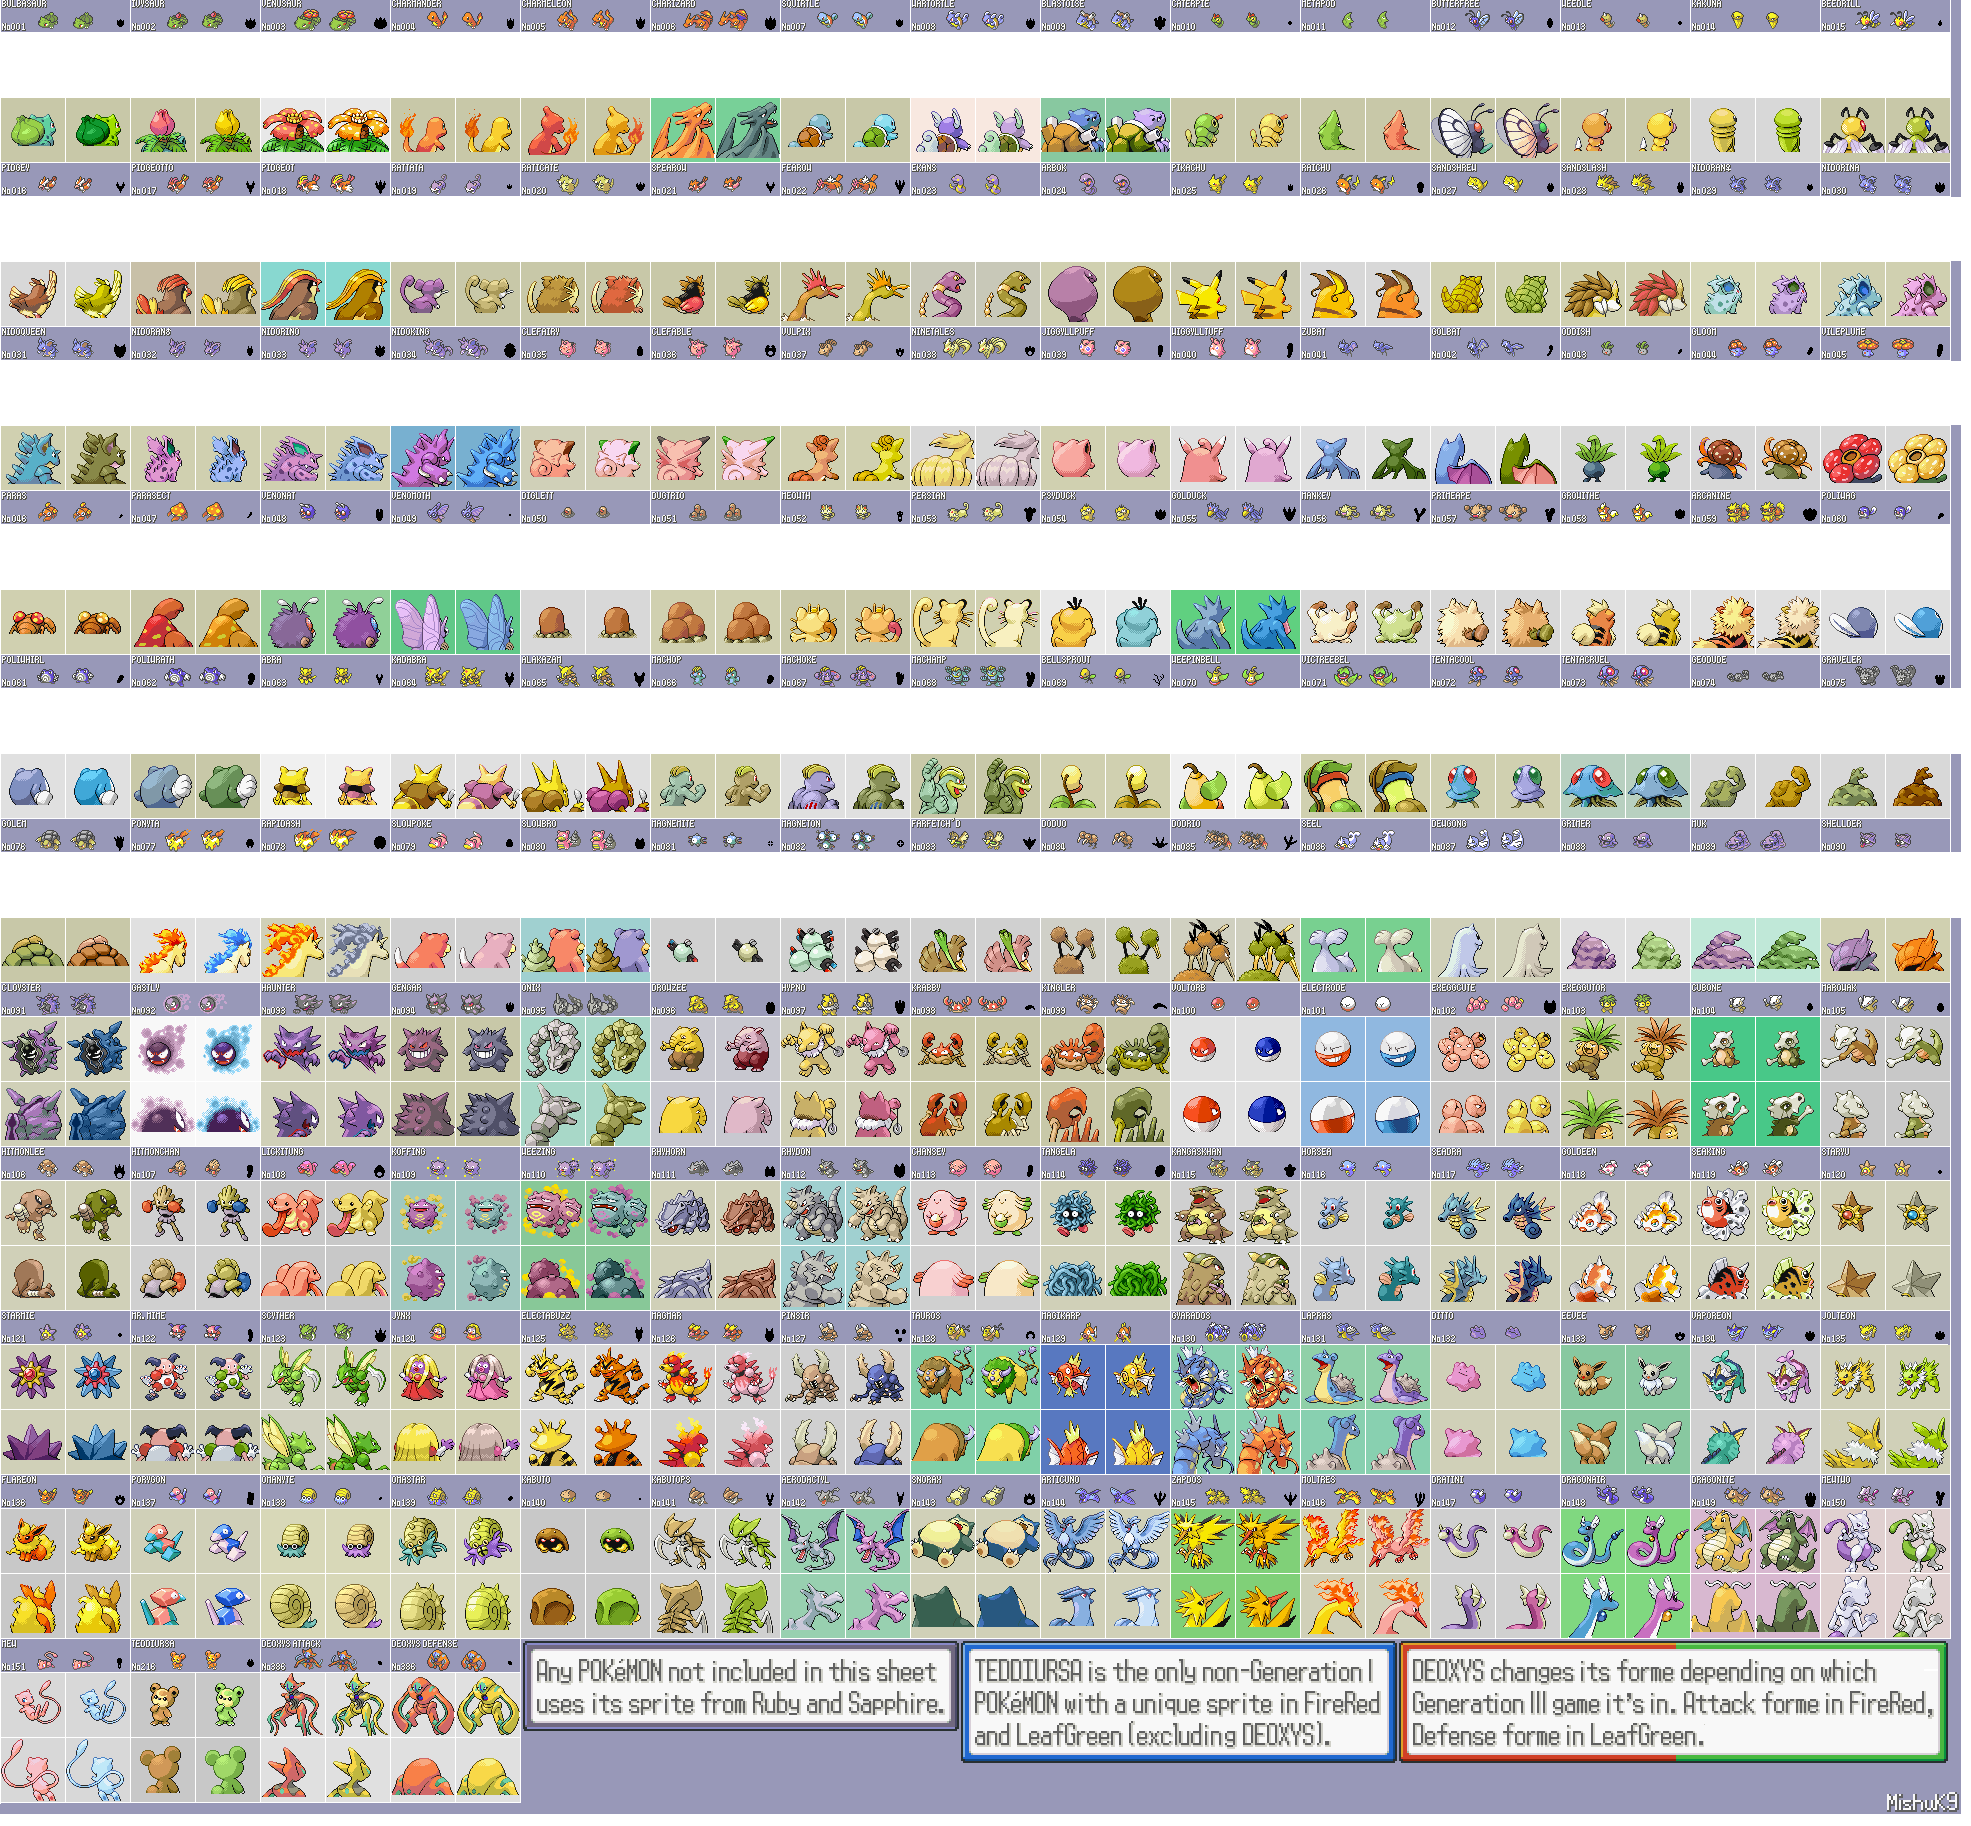 BULBASAUR IVYSAUR VENUSAUR CHARMANDER CHARMELEON CHARIZARD SQUIRTLE WARTORTLE BLASTOISE CATERPIE METAPOD BUTTERFREE WEEDLE KAKUNA BEEDRILL
No001 No002 No003 No004 No005 No006 No007 No008 No009 No010 No011 No012 No013 No014 No015
PIDGEY PIDGEOTTO PIDGEOT RATTATA RATICATE SPEAROW FEAROW EKANS ARBOK PIKACHU RAICHU SANDSHREW SANDSLASH NIDORAN♀ NIDORINA
No016 No017 No018 No019 No020 No021 No022 No023 No024 No025 No026 No027 No028 No029 No030
NIDOQUEEN NIDORAN♂ NIDORINO NIDOKING CLEFAIRY CLEFABLE VULPIX NINETALES JIGGYLLPUFF WIGGYLLTUFF ZUBAT GOLBAT ODDISH GLOOM VILEPLUME
No031 No032 No033 No034 No035 No036 No037 No038 No039 No040 No041 No042 No043 No044 No045
PARAS PARASECT VENONAT VENOMOTH DIGLETT DUGTRIO MEOWTH PERSIAN PSYDUCK GOLDUCK MANKEY PRIMEAPE GROWITHE ARCANINE POLIWAG
No046 No047 No048 No049 No050 No051 No052 No053 No054 No055 No056 No057 No058 No059 No060
POLIWHIRL POLIWRATH ABRA KADABRA ALAKAZAM MACHOP MACHOKE MACHAMP BELLSPROUT WEEPINBELL VICTREEBEL TENTACOOL TENTACRUEL GEODUDE GRAVELER
No061 No062 No063 No064 No065 No066 No067 No068 No069 No070 No071 No072 No073 No074 No075
GOLEM PONYTA RAPIDASH SLOWPOKE SLOWBRO MAGNEMITE MAGNETON FARFETCH'D DODUO DODRIO SEEL DEWGONG GRIMER MUK SHELLDER
No076 No077 No078 No079 No080 No081 No082 No083 No084 No085 No086 No087 No088 No089 No090
CLOYSTER GASTLY HAUNTER GENGAR ONIX DROWZEE HYPNO KRABBY KINGLER VOLTORB ELECTRODE EXEGGCUTE EXEGGUTOR CUBONE MAROWAK
No091 No092 No093 No094 No095 No096 No097 No098 No099 No100 No101 No102 No103 No104 No105
HITMONLEE HITMONCHAN LICKITUNG KOFFING WEEZING RHYHORN RHYDON CHANSEY TANGELA KANGASKHAN HORSEA SEADRA GOLDEEN SEAKING STARYU
No106 No107 No108 No109 No110 No111 No112 No113 No114 No115 No116 No117 No118 No119 No120
STARMIE MR. MIME SCYTHER JYNX ELECTABUZZ MAGMAR PINSIR TAUROS MAGIKARP GYARADOS LAPRAS DITTO EEVEE VAPOREON JOLTEON
No121 No122 No123 No124 No125 No126 No127 No128 No129 No130 No131 No132 No133 No134 No135
FLAREON PORYGON OMANYTE OMASTAR KABUTO KABUTOPS AERODACTYL SNORAX ARTICUNO ZAPDOS MOLTRES DRATINI DRAGONAIR DRAGONITE MEWTWO
No136 No137 No138 No139 No140 No141 No142 No143 No144 No145 No146 No147 No148 No149 No150
MEW TEDDIURSA DEOXYS ATTACK DEOXYS DEFENSE
No151 No216 No386 No386
Any POKéMON not included in this sheet
uses its sprite from Ruby and Sapphire.
TEDDIURSA is the only non-Generation I
POKéMON with a unique sprite in FireRed
and LeafGreen (excluding DEOXYS).
DEOXYS changes its forme depending on which
Generation III game it's in. Attack forme in FireRed,
Defense forme in LeafGreen.
MishuK9